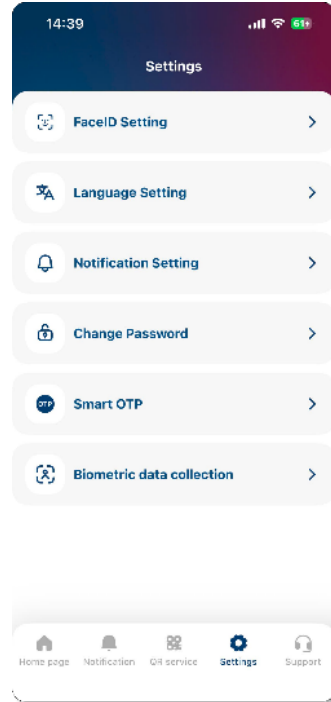 14:39
61
Settings
FaceID Setting
Language Setting
Notification Setting
Change Password
OTP
Smart OTP
Biometric data collection
Home page
Notification
QR service
Settings
Support